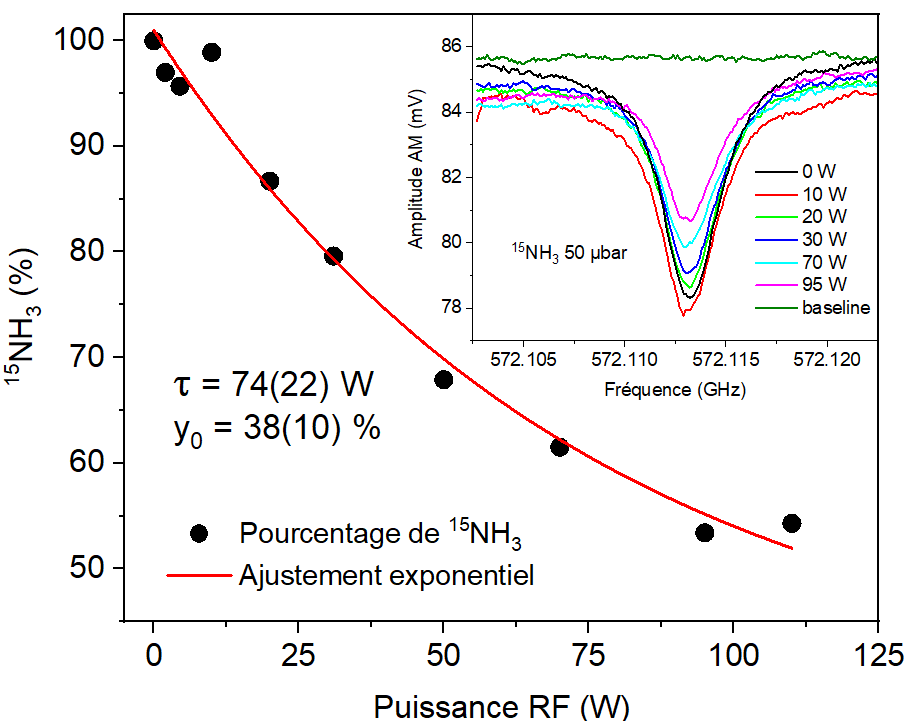 100
90
80
70
60
50
¹⁵NH₃ (%)
τ = 74(22) W
y₀ = 38(10) %
Pourcentage de ¹⁵NH₃
Ajustement exponentiel
0 25 50 75 100 125
Puissance RF (W)
86
84
82
80
78
Amplitude AM (mV)
¹⁵NH₃ 50 µbar
0 W
10 W
20 W
30 W
70 W
95 W
baseline
572.105 572.110 572.115 572.120
Fréquence (GHz)